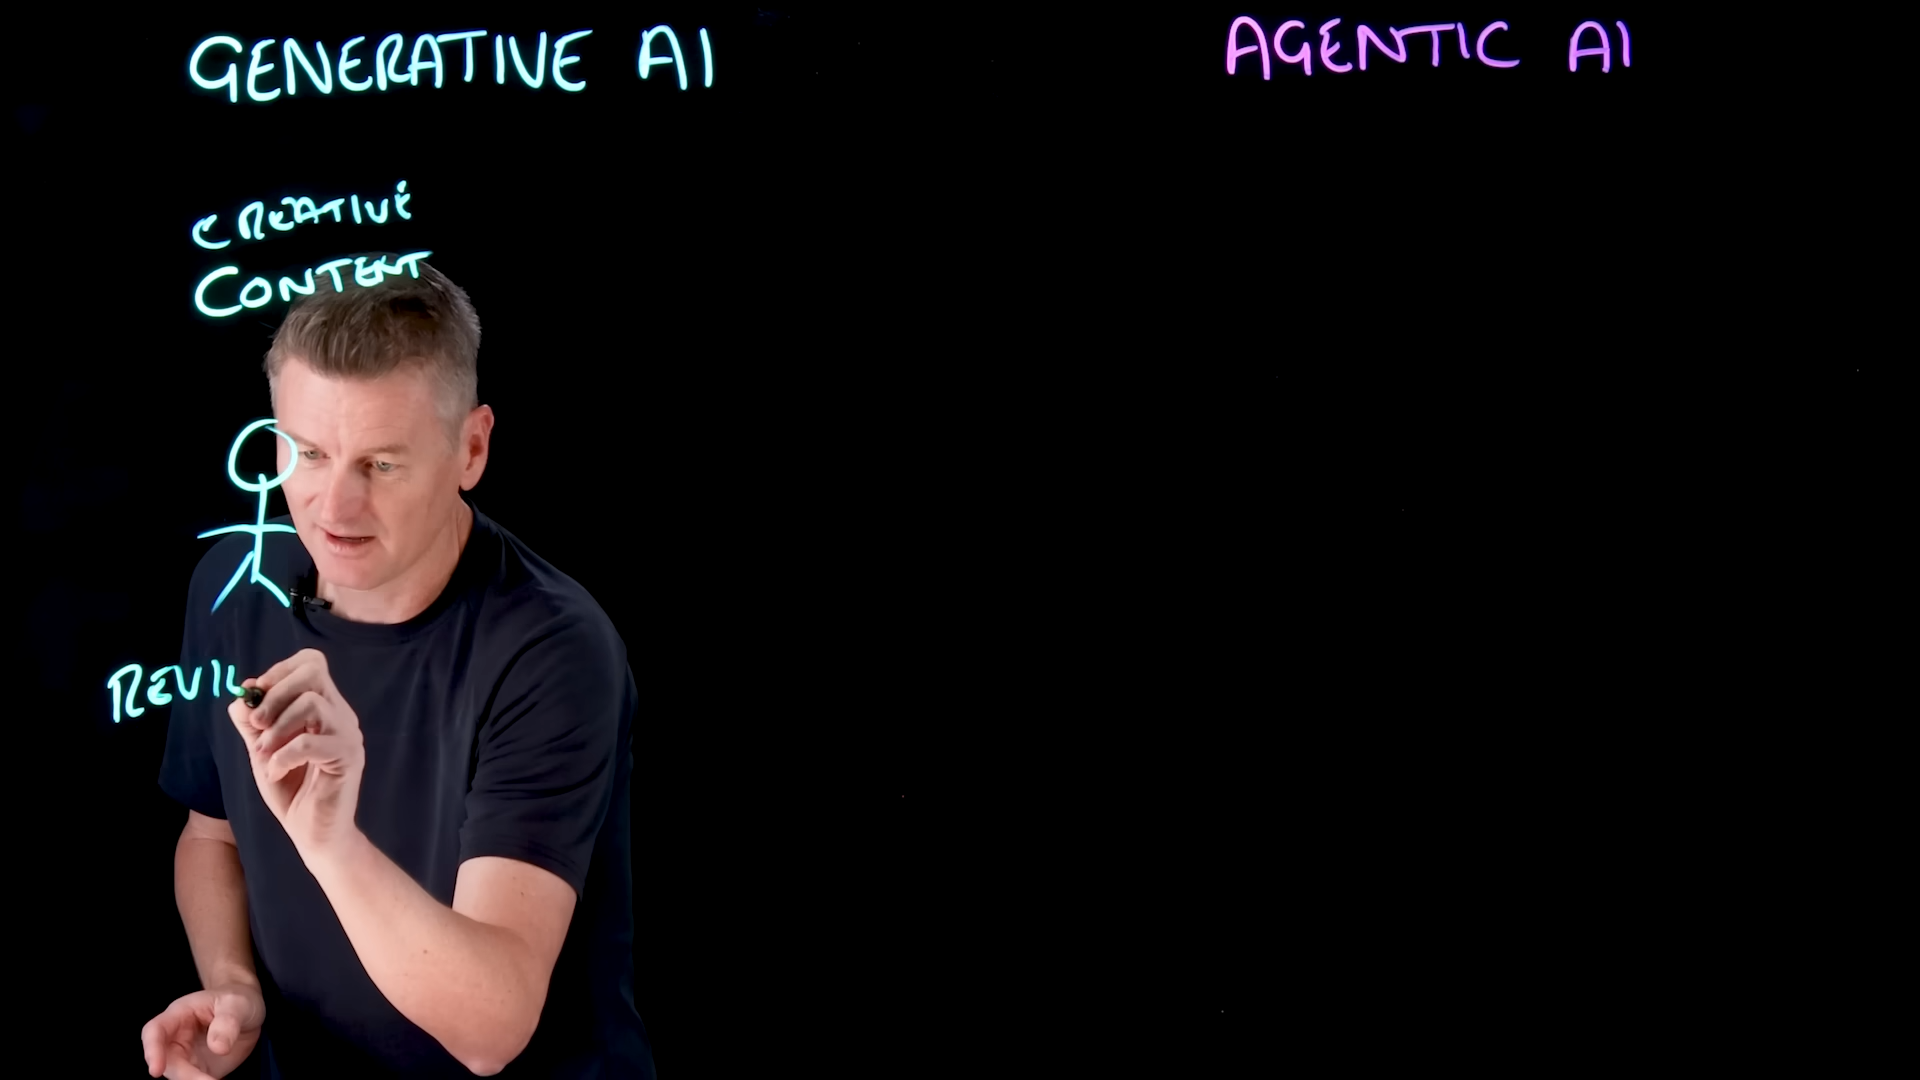 GENERATIVE AI
AGENTIC AI
CREATIVE
CONTENT
REVI